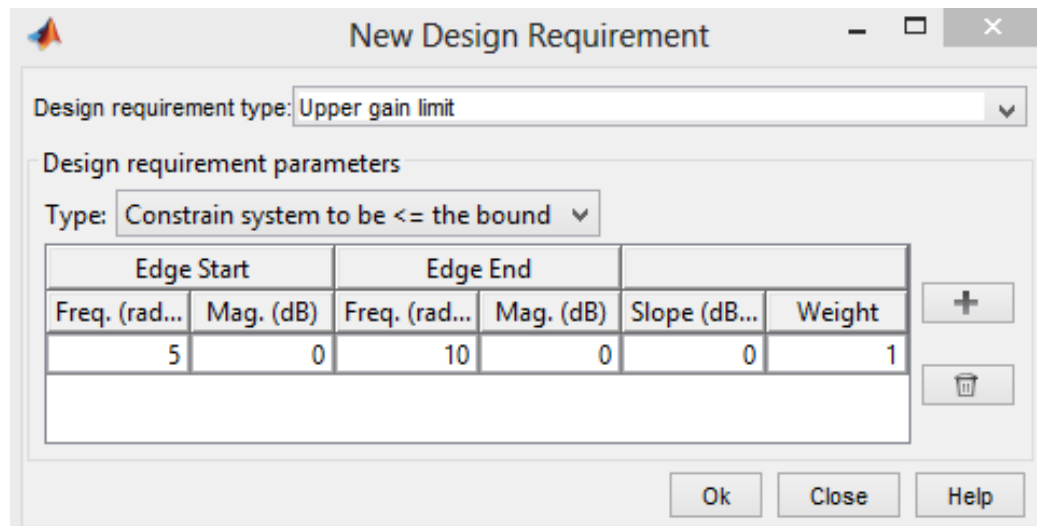 New Design Requirement
Design requirement type: Upper gain limit
Design requirement parameters
Type: Constrain system to be <= the bound
Edge Start Edge End
Freq. (rad... Mag. (dB) Freq. (rad... Mag. (dB) Slope (dB... Weight
5 0 10 0 0 1
Ok Close Help